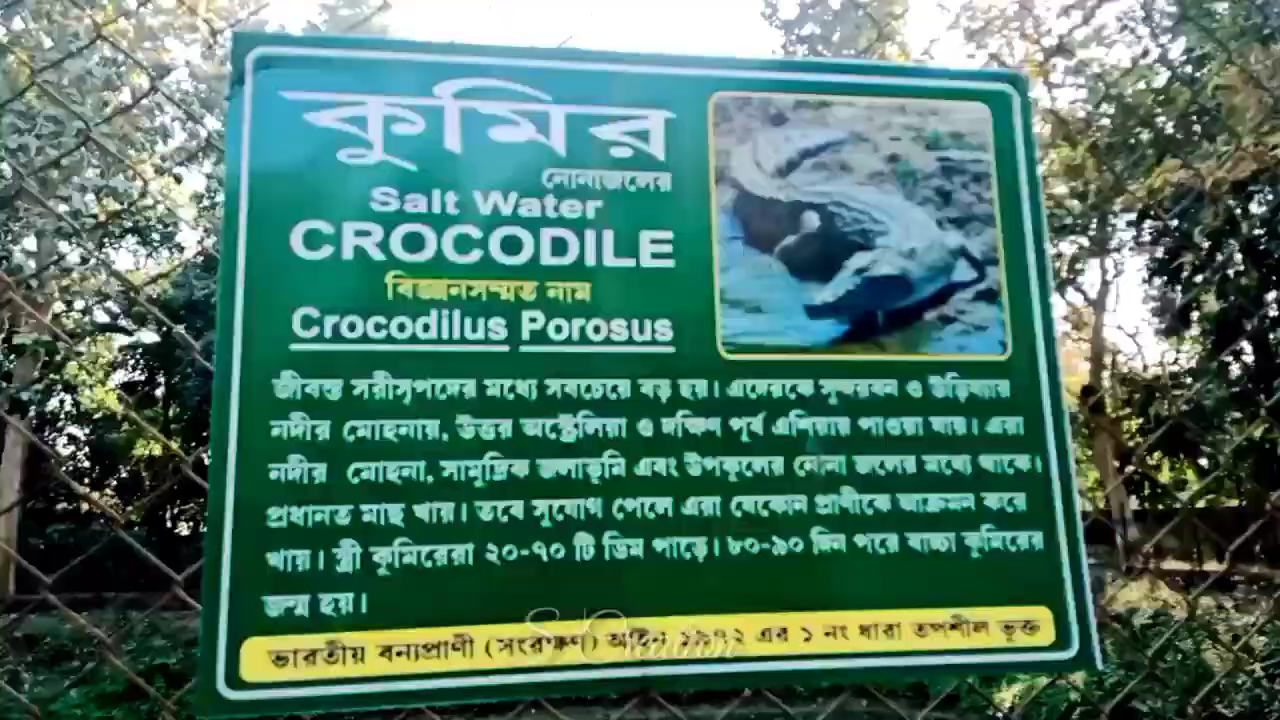 কুমির
নোনাজলের
Salt Water
CROCODILE
বিজ্ঞানসম্মত নাম
Crocodilus Porosus
জীবন্ত সরীসৃপদের মধ্যে সবচেয়ে বড় হয়। এদেরকে সুন্দরবন ও উড়িষ্যার
নদীর মোহনায়, উত্তর অস্ট্রেলিয়া ও দক্ষিণ পূর্ব এশিয়ায় পাওয়া যায়। এরা
নদীর মোহনা, সামুদ্রিক জলাভূমি এবং উপকূলের নোনা জলের মধ্যে থাকে।
প্রধানত মাছ খায়। তবে সুযোগ পেলে এরা যেকোন প্রাণীকে আক্রমন করে
খায়। স্ত্রী কুমিরেরা ২০-৭০ টি ডিম পাড়ে। ৮০-৯০ দিন পরে বাচ্চা কুমিরের
জন্ম হয়।
ভারতীয় বন্যপ্রাণী (সংরক্ষণ) আইন ১৯৭২ এর ১ নং ধারা তপশীল ভুক্ত